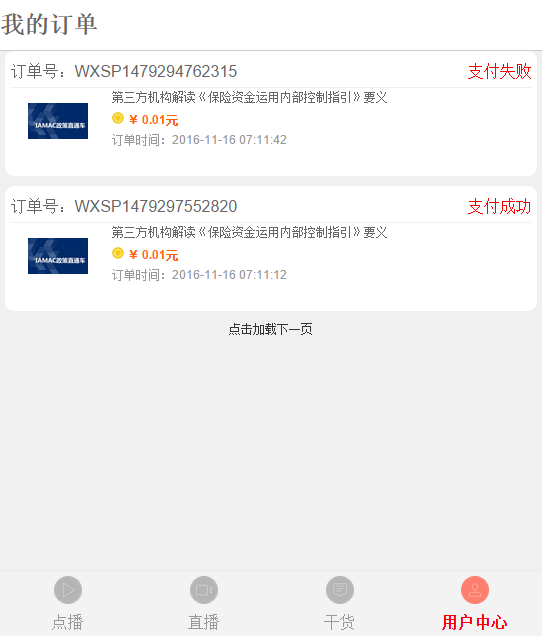 我的订单
订单号：WXSP1479294762315 支付失败
第三方机构解读《保险资金运用内部控制指引》要义
IAMAC政策直通车
¥ 0.01元
订单时间：2016-11-16 07:11:42
订单号：WXSP1479297552820 支付成功
第三方机构解读《保险资金运用内部控制指引》要义
IAMAC政策直通车
¥ 0.01元
订单时间：2016-11-16 07:11:12
点击加载下一页
点播 直播 干货 用户中心